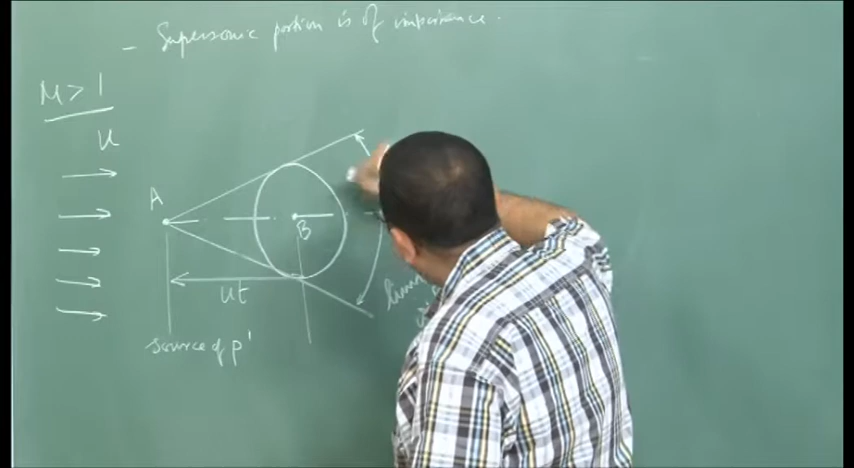 - Supersonic portion is of importance.
M > 1
u
A
B
ut
source of p'